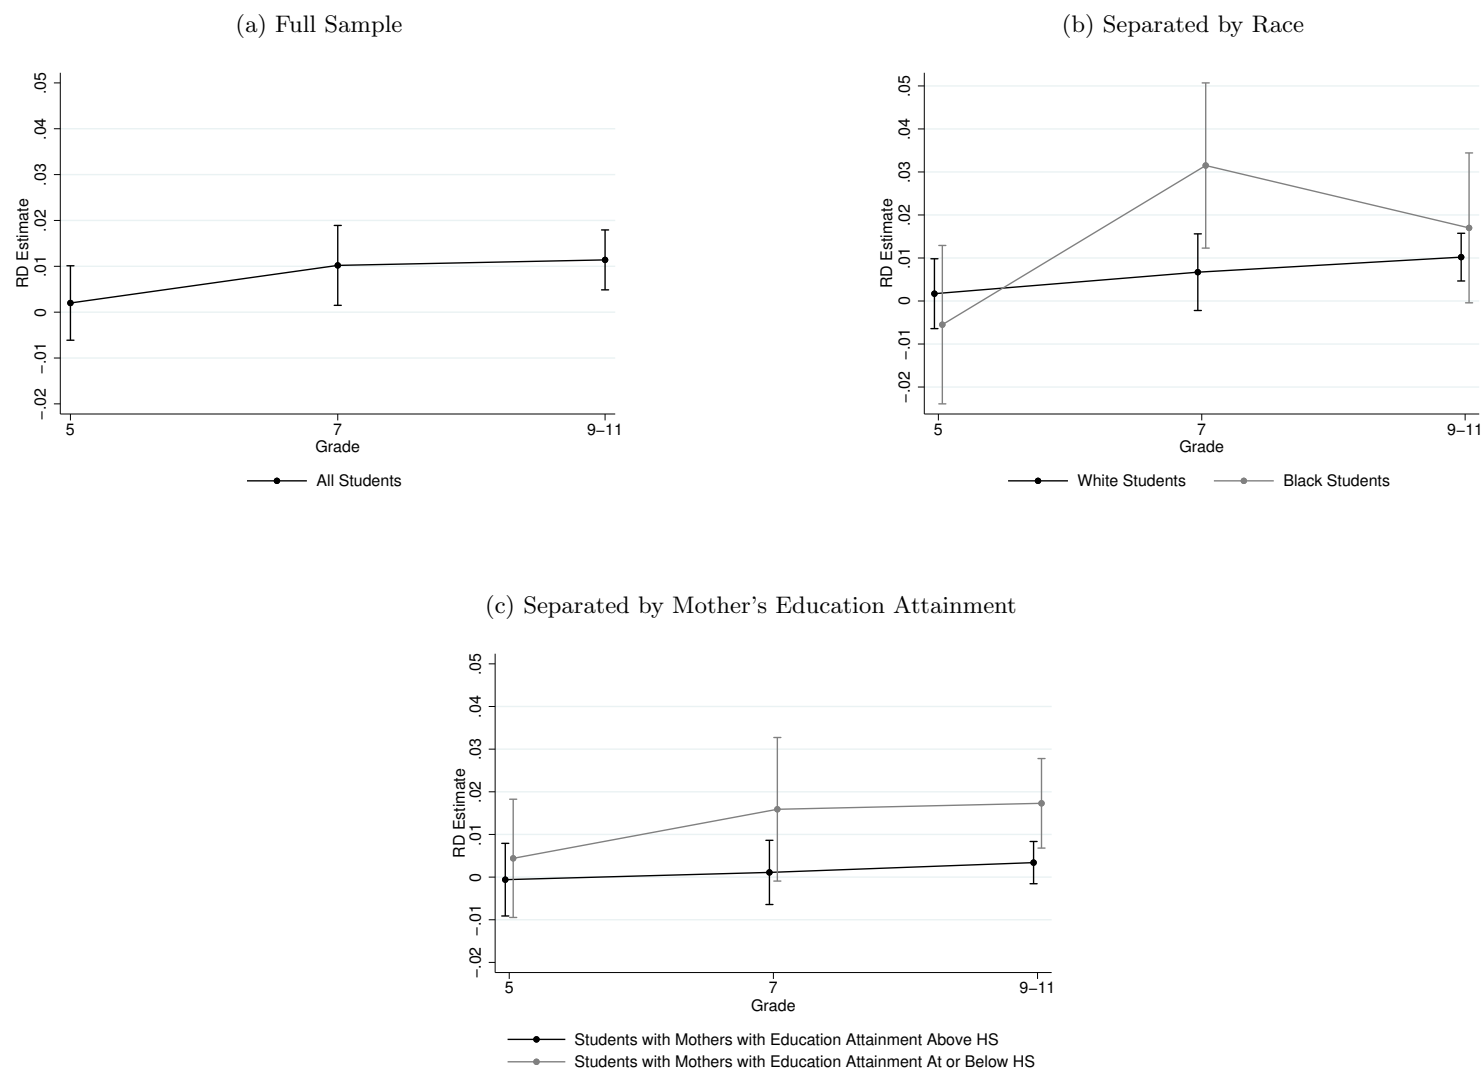 (a) Full Sample
.05
.04
.03
.02
.01
0
−.01
−.02
RD Estimate
5 7 9−11
Grade
All Students
(b) Separated by Race
.05
.04
.03
.02
.01
0
−.01
−.02
RD Estimate
5 7 9−11
Grade
White Students Black Students
(c) Separated by Mother's Education Attainment
.05
.04
.03
.02
.01
0
−.01
−.02
RD Estimate
5 7 9−11
Grade
Students with Mothers with Education Attainment Above HS
Students with Mothers with Education Attainment At or Below HS